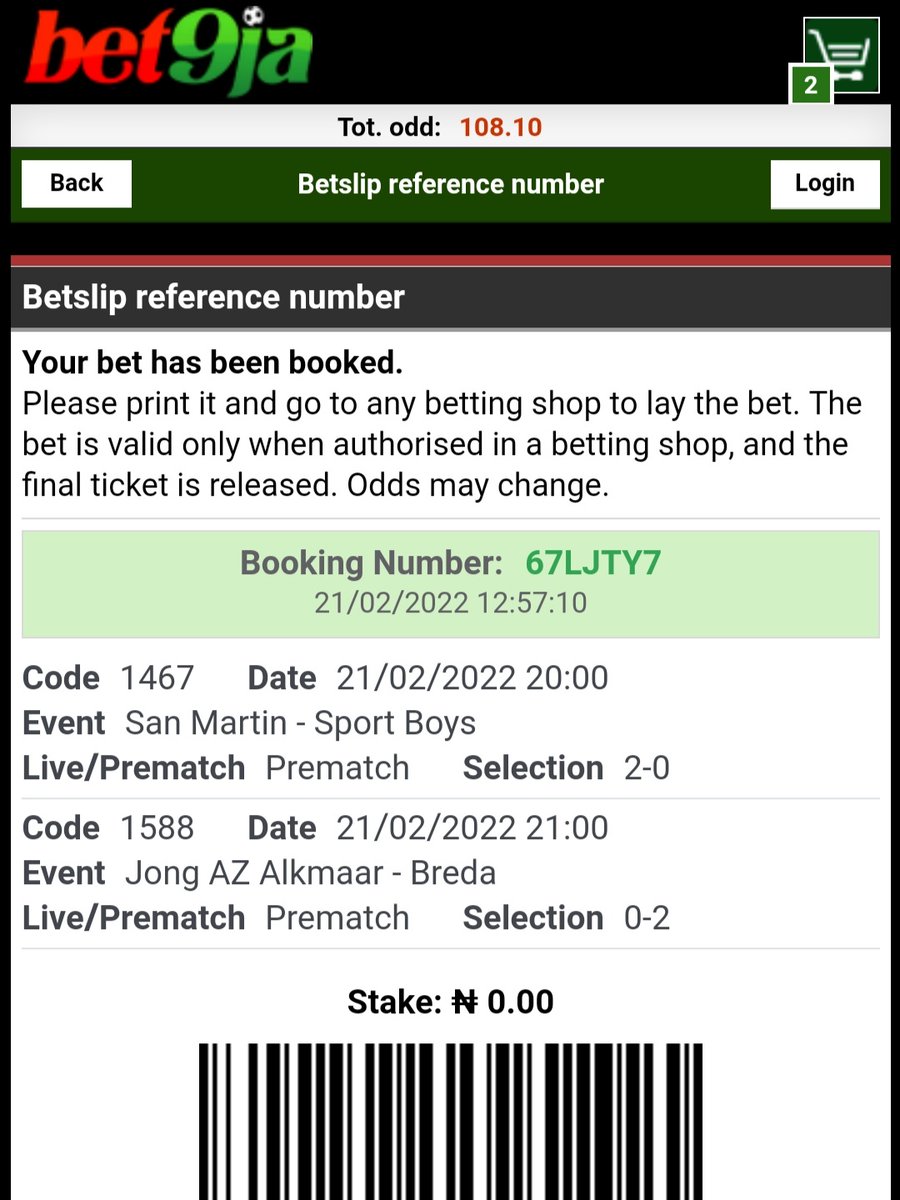 bet9ja
2
Tot. odd: 108.10
Back Betslip reference number Login
Betslip reference number
Your bet has been booked.
Please print it and go to any betting shop to lay the bet. The
bet is valid only when authorised in a betting shop, and the
final ticket is released. Odds may change.
Booking Number: 67LJTY7
21/02/2022 12:57:10
Code 1467 Date 21/02/2022 20:00
Event San Martin - Sport Boys
Live/Prematch Prematch Selection 2-0
Code 1588 Date 21/02/2022 21:00
Event Jong AZ Alkmaar - Breda
Live/Prematch Prematch Selection 0-2
Stake: ₦ 0.00